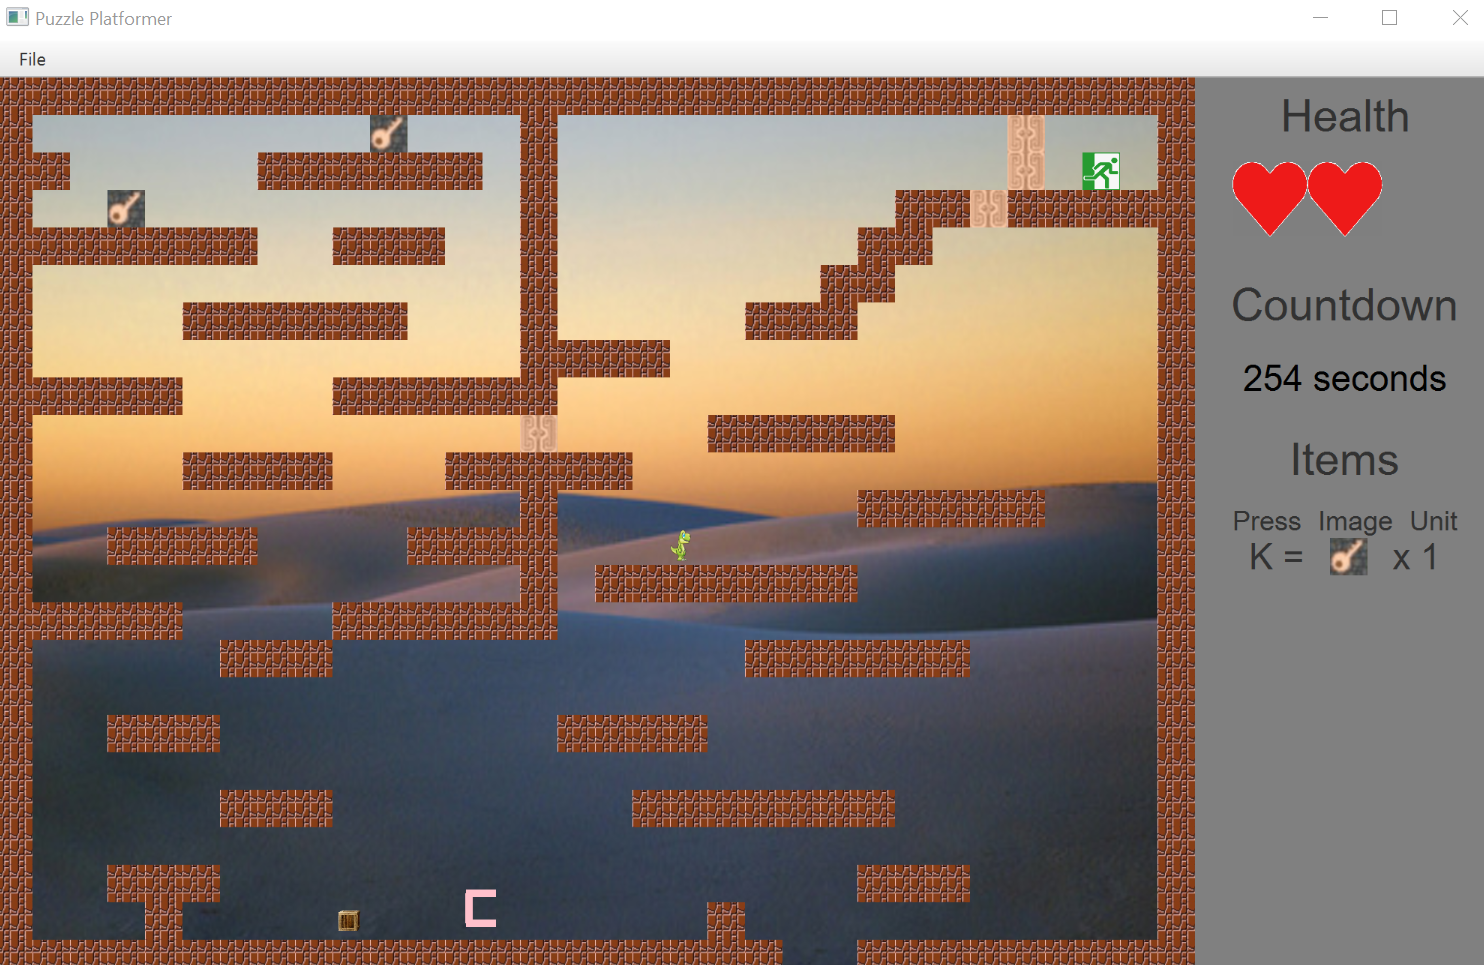 Puzzle Platformer
File
Health
Countdown
254 seconds
Items
Press Image Unit
K = x 1